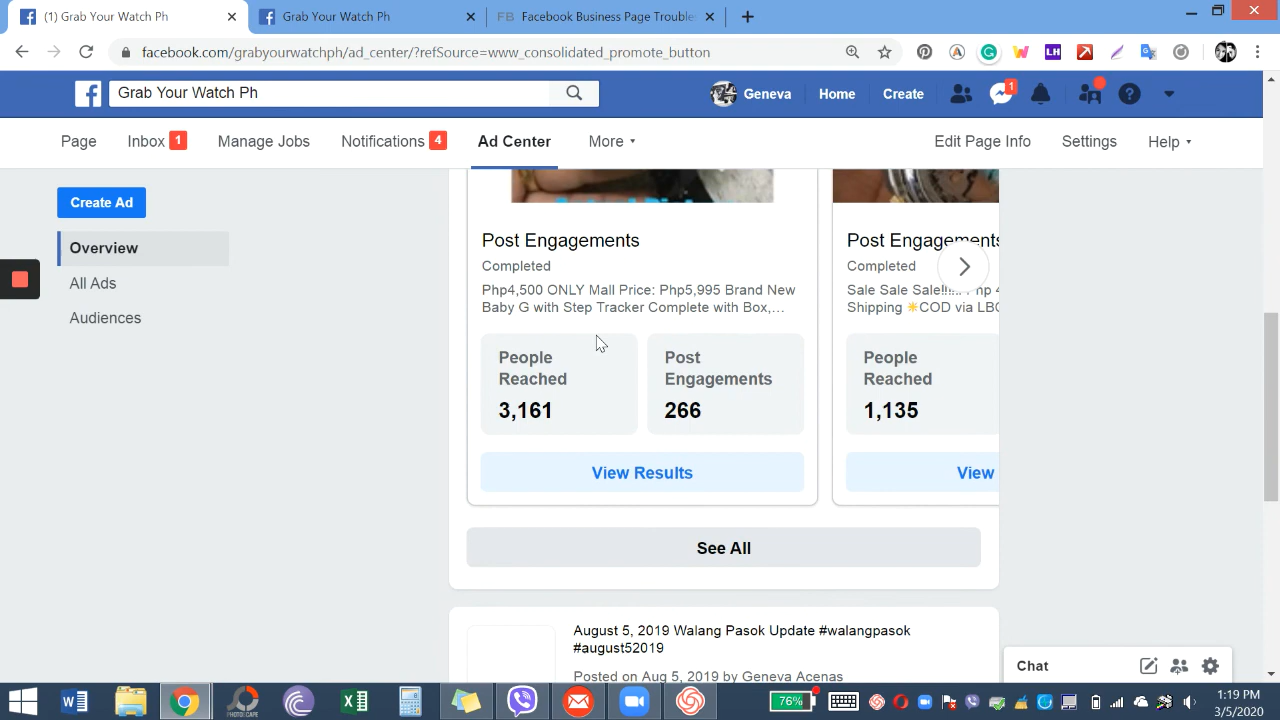 (1) Grab Your Watch Ph
Grab Your Watch Ph
FB Facebook Business Page Trouble
facebook.com/grabyourwatchph/ad_center/?refSource=www_consolidated_promote_button
LH
Grab Your Watch Ph
Geneva
Home
Create
1
Page
Inbox 1
Manage Jobs
Notifications 4
Ad Center
More
Edit Page Info
Settings
Help
Create Ad
Overview
All Ads
Audiences
Post Engagements
Completed
Php4,500 ONLY Mall Price: Php5,995 Brand New
Baby G with Step Tracker Complete with Box,...
People
Reached
3,161
Post
Engagements
266
View Results
Post Engagements
Completed
Sale Sale Sale!!!
Shipping ☀COD via LBC
People
Reached
1,135
View
See All
August 5, 2019 Walang Pasok Update #walangpasok
#august52019
Posted on Aug 5, 2019 by Geneva Acenas
Chat
PHOTOSCAPE
76%
1:19 PM
3/5/2020